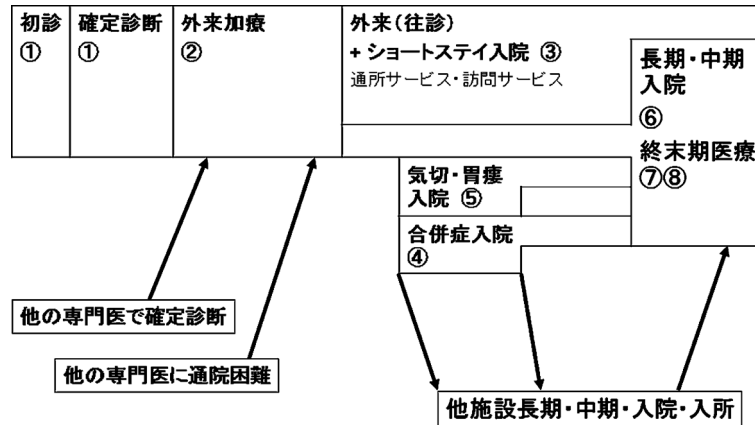 初診
①
確定診断
①
外来加療
②
外来(往診)
+ ショートステイ入院 ③
通所サービス・訪問サービス
長期・中期
入院
⑥
終末期医療
⑦⑧
気切・胃瘻
入院 ⑤
合併症入院
④
他の専門医で確定診断
他の専門医に通院困難
他施設長期・中期・入院・入所